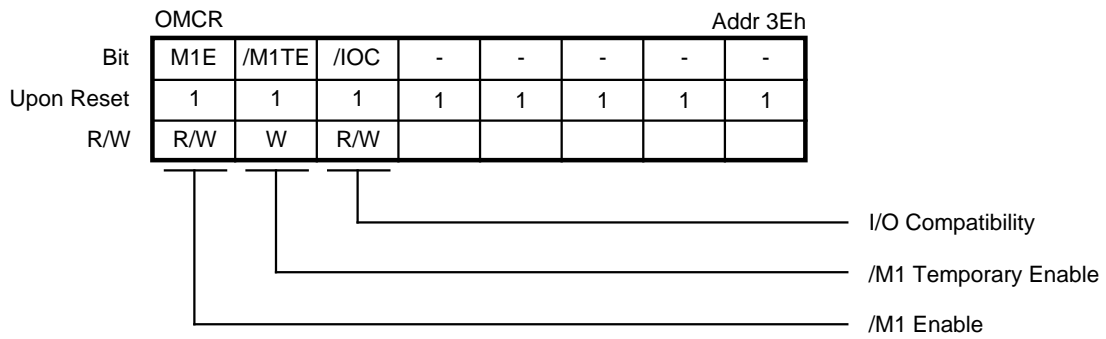 OMCR Addr 3Eh
Bit M1E /M1TE /IOC - - - - -
Upon Reset 1 1 1 1 1 1 1 1
R/W R/W W R/W
I/O Compatibility
/M1 Temporary Enable
/M1 Enable